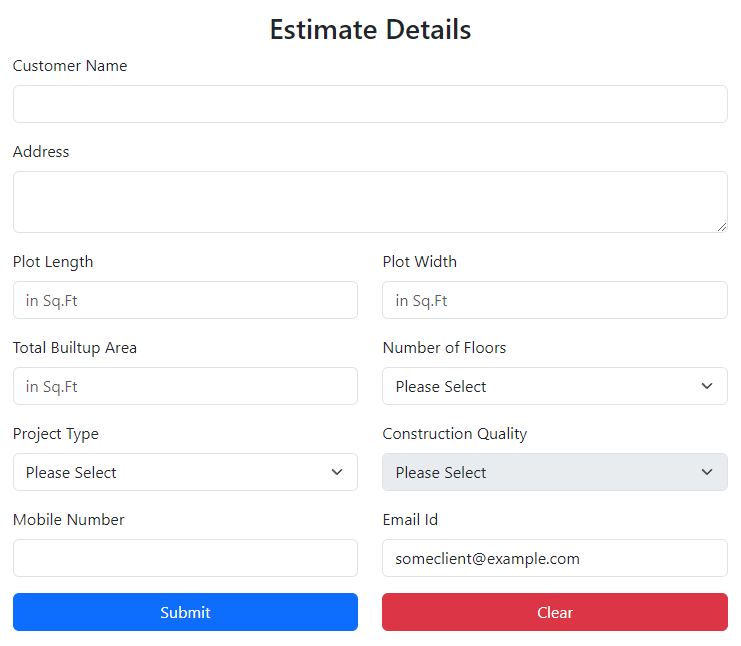 Estimate Details
Customer Name
Address
Plot Length
Plot Width
in Sq.Ft
in Sq.Ft
Total Builtup Area
Number of Floors
in Sq.Ft
Please Select
Project Type
Construction Quality
Please Select
Please Select
Mobile Number
Email Id
someclient@example.com
Submit
Clear